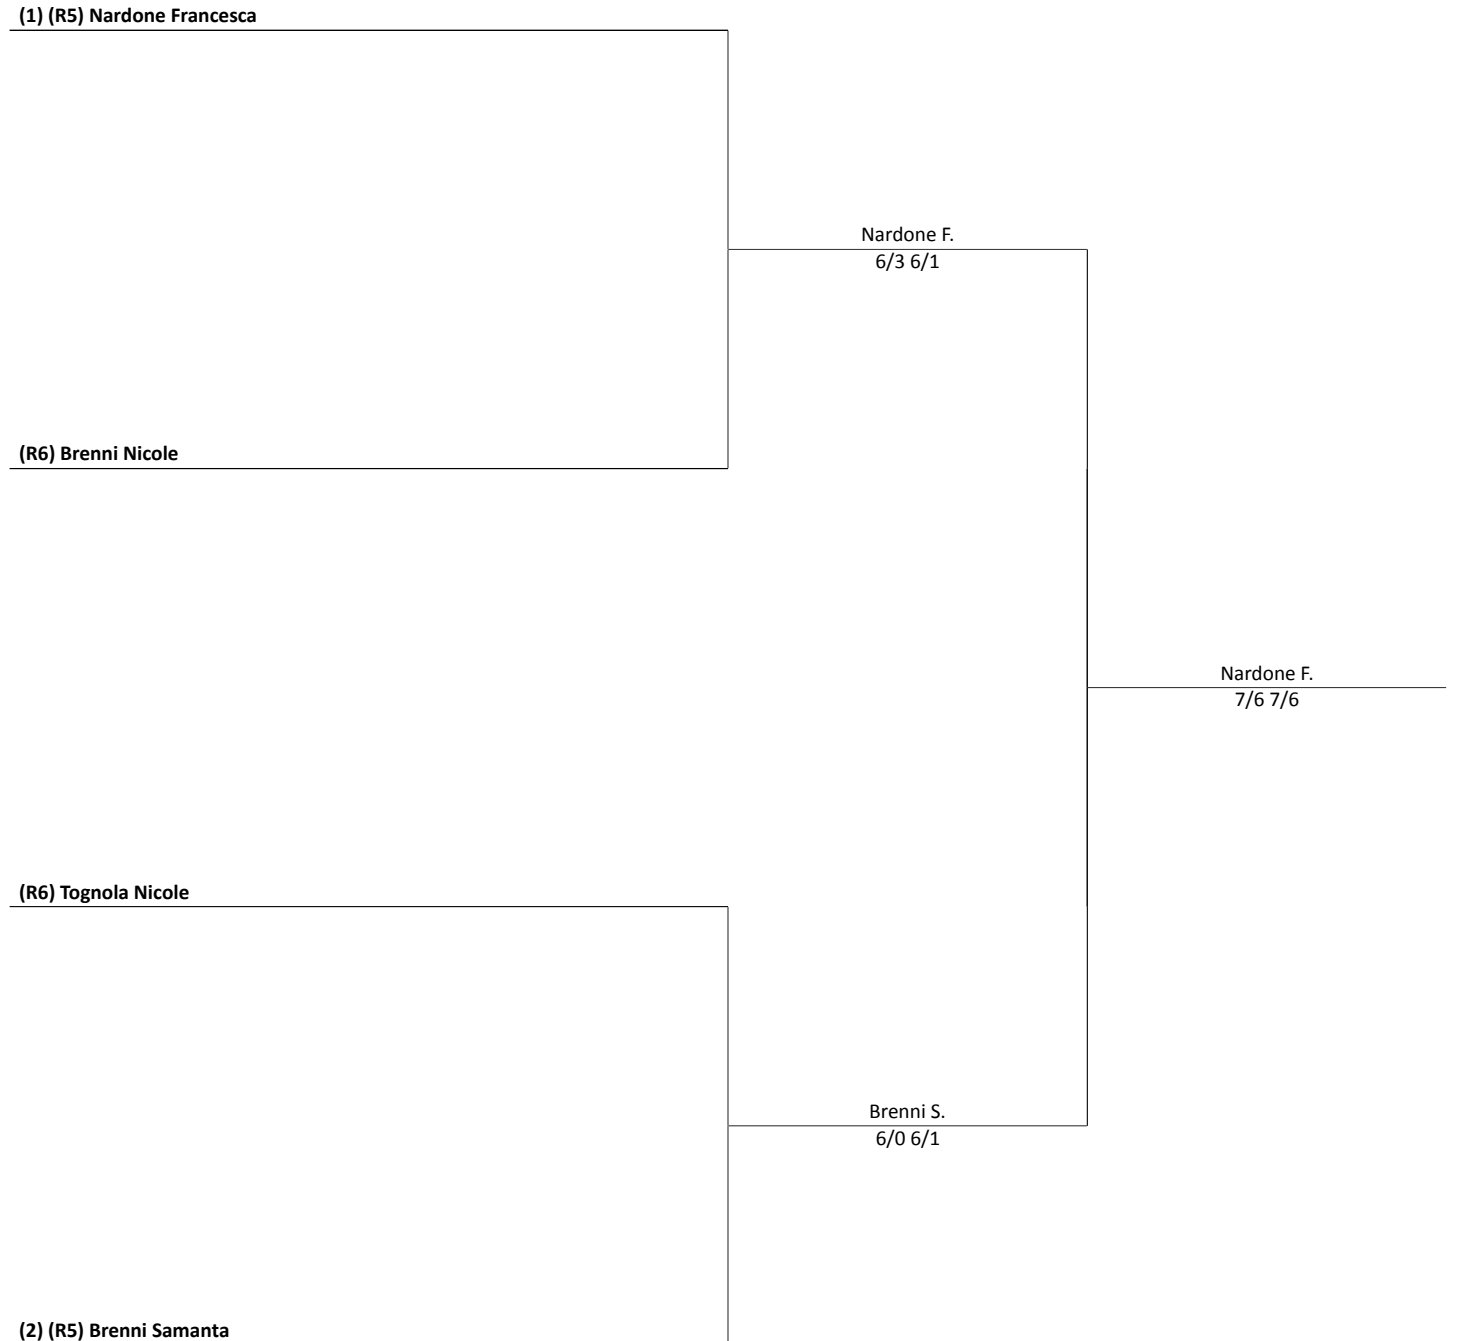 (1) (R5) Nardone Francesca
Nardone F.
6/3 6/1
(R6) Brenni Nicole
Nardone F.
7/6 7/6
(R6) Tognola Nicole
Brenni S.
6/0 6/1
(2) (R5) Brenni Samanta